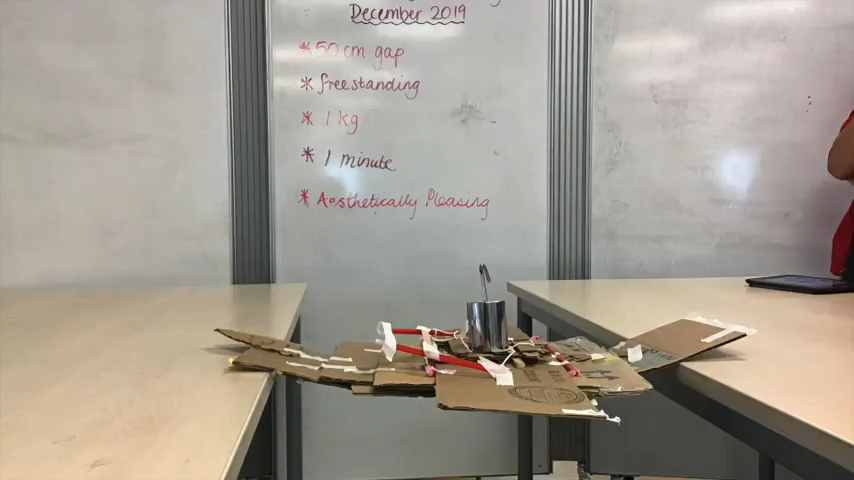 December 2019
* 50 cm gap
* freestanding
* 1 kg
* 1 minute
* Aesthetically Pleasing